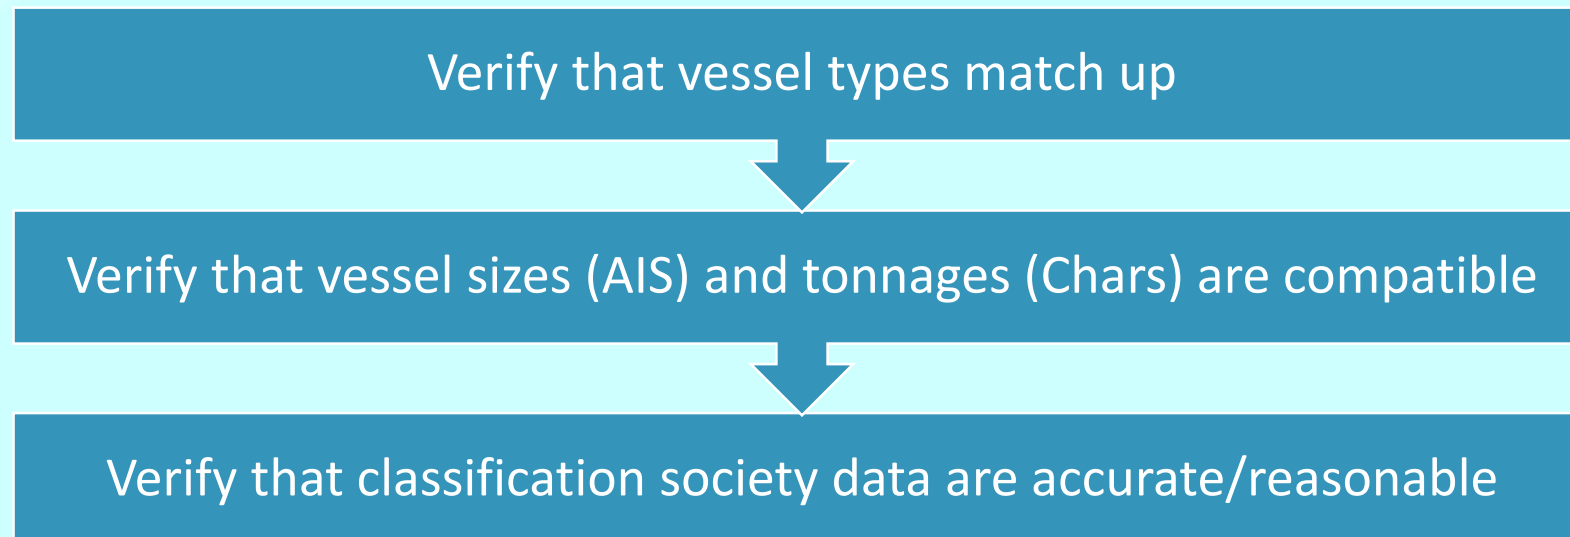 Verify that vessel types match up
Verify that vessel sizes (AIS) and tonnages (Chars) are compatible
Verify that classification society data are accurate/reasonable